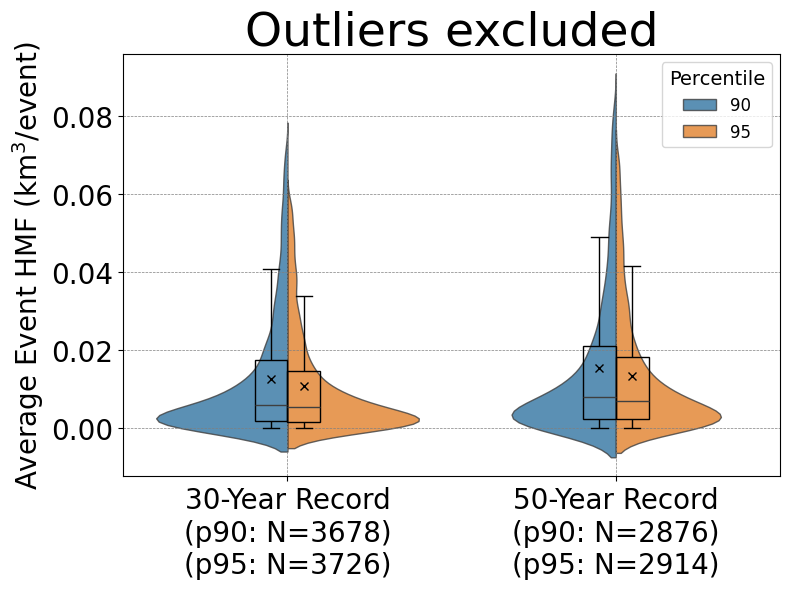 Outliers excluded
Average Event HMF (km³/event)
0.08
0.06
0.04
0.02
0.00
Percentile
90
95
30-Year Record
(p90: N=3678)
(p95: N=3726)
50-Year Record
(p90: N=2876)
(p95: N=2914)